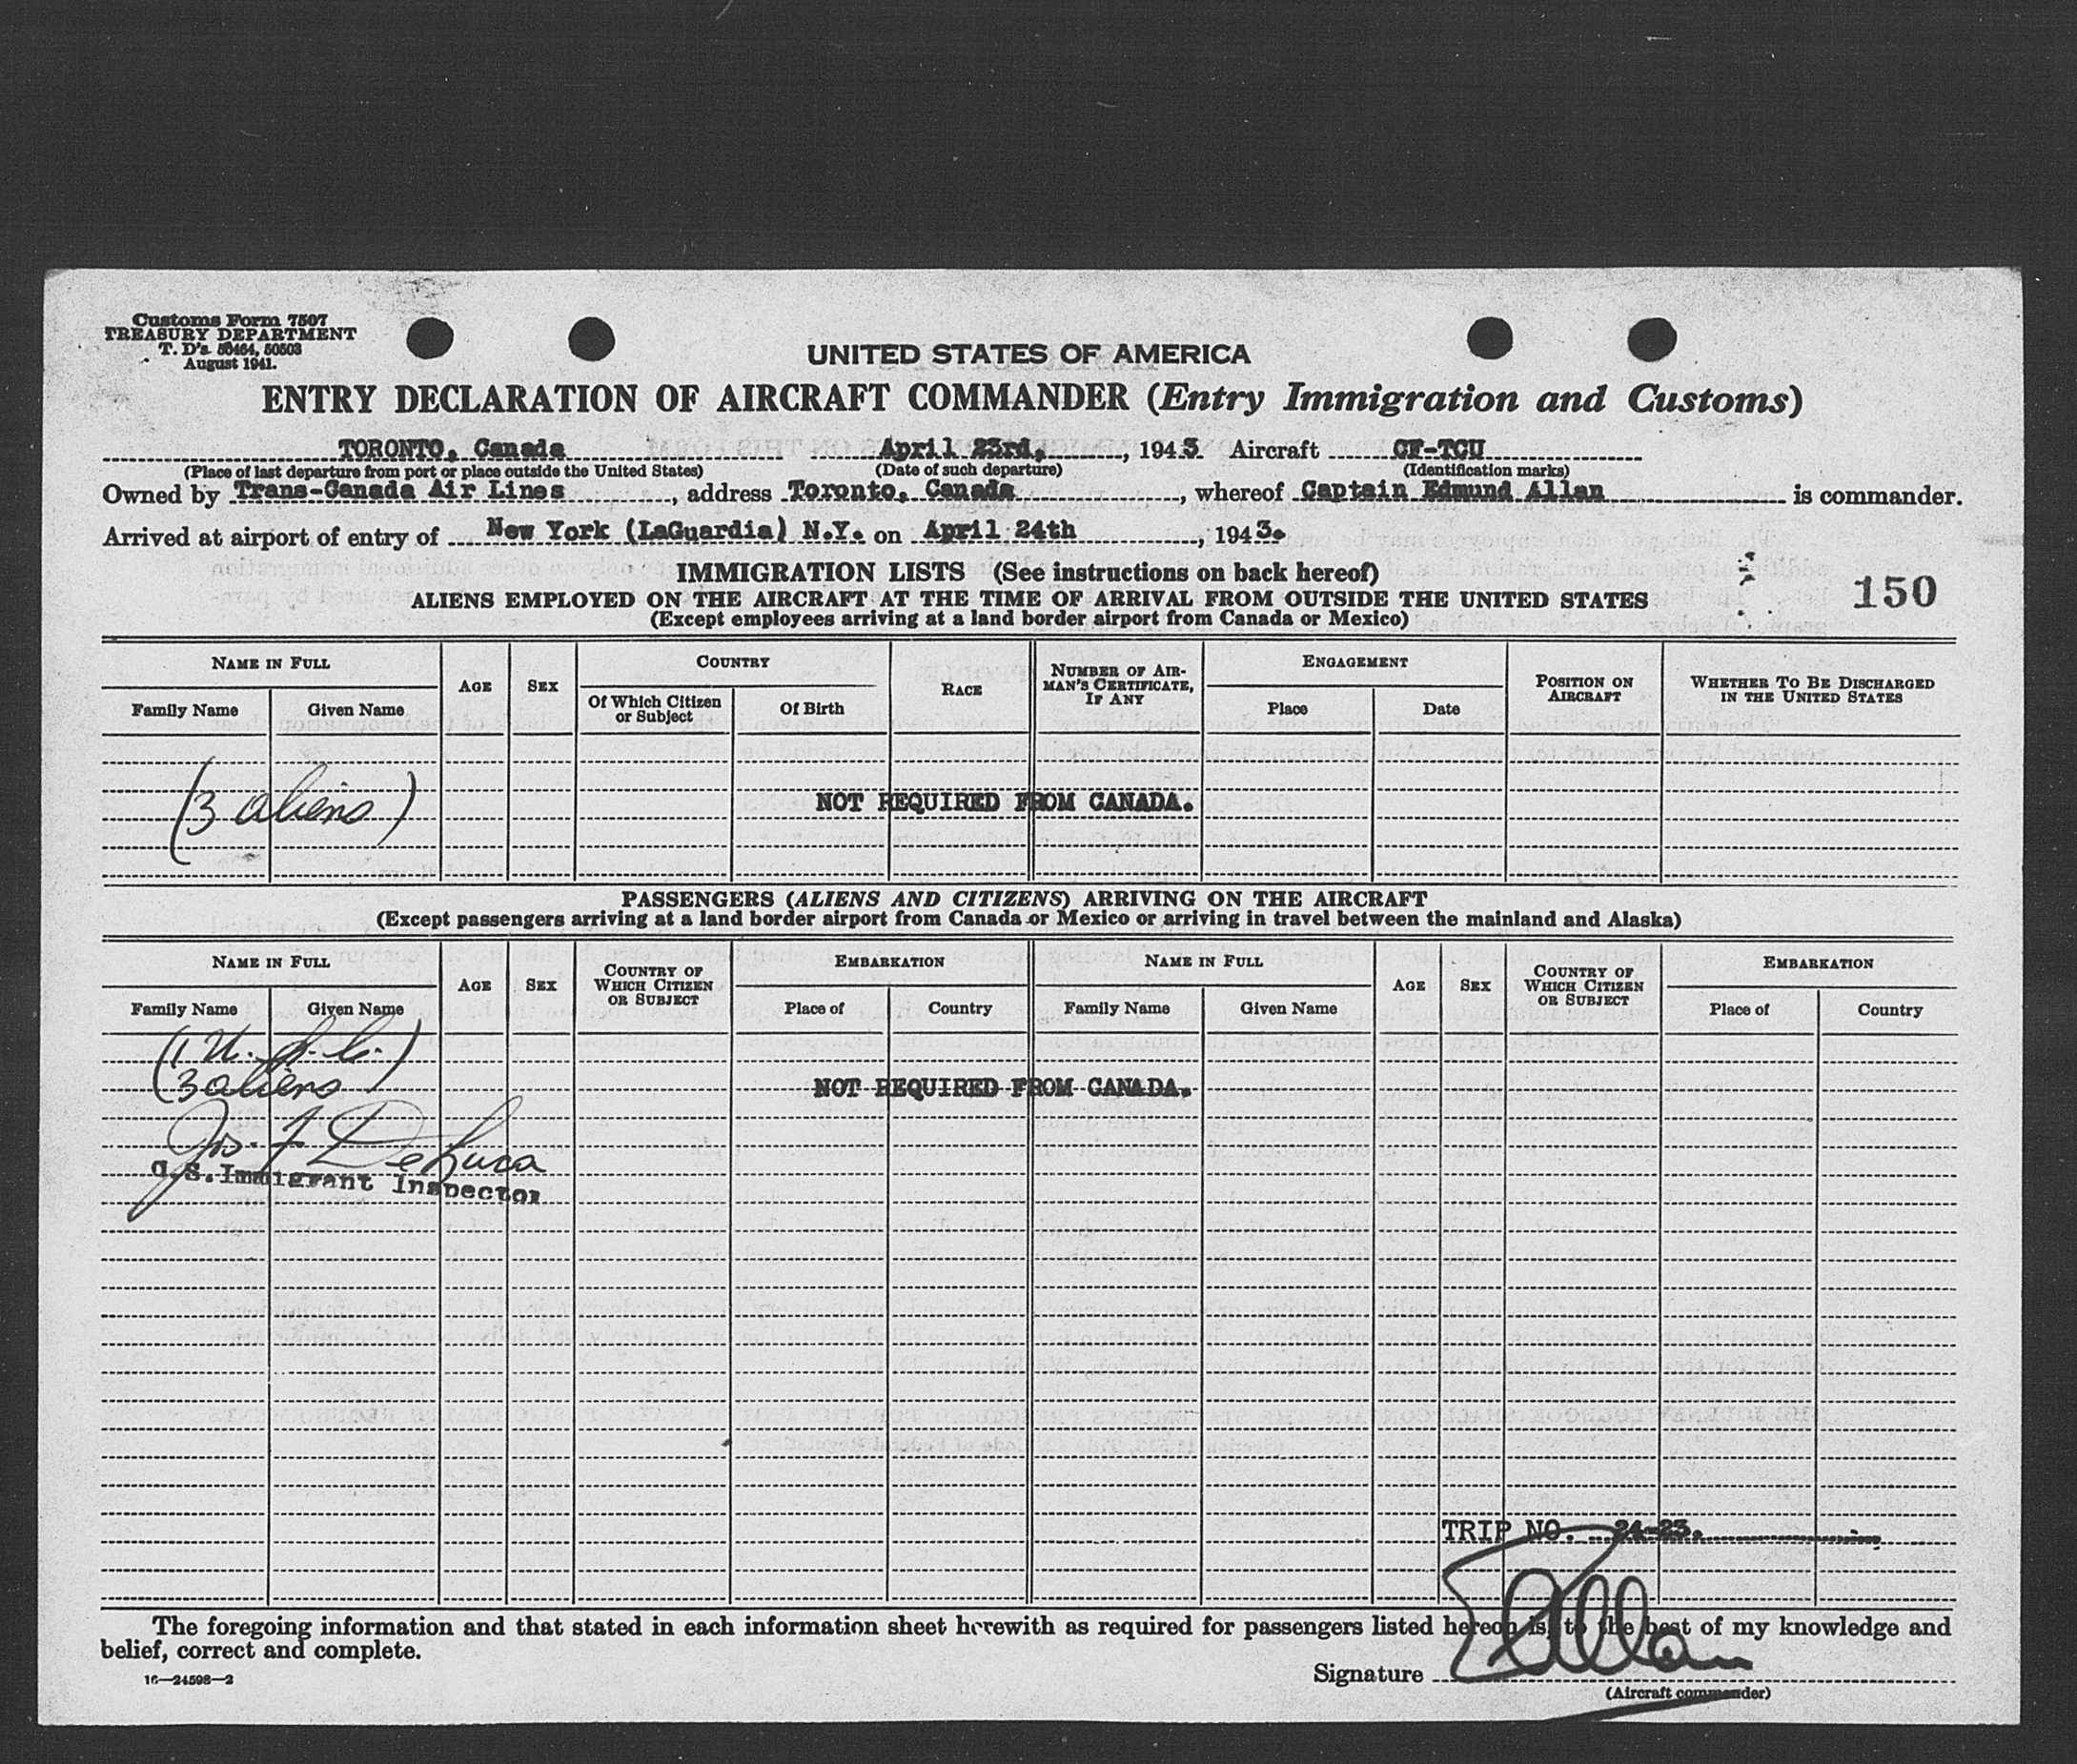 Customs Form 7507
TREASURY DEPARTMENT
T. D's. 50464, 50503
August 1941.
UNITED STATES OF AMERICA
ENTRY DECLARATION OF AIRCRAFT COMMANDER (Entry Immigration and Customs)
TORONTO, Canada April 23rd, , 1943 Aircraft CF-TCU
(Place of last departure from port or place outside the United States) (Date of such departure) (Identification marks)
Owned by Trans-Canada Air Lines , address Toronto, Canada , whereof Captain Edmund Allan is commander.
Arrived at airport of entry of New York (LaGuardia) N.Y. on April 24th , 1943.
IMMIGRATION LISTS (See instructions on back hereof)
150
ALIENS EMPLOYED ON THE AIRCRAFT AT THE TIME OF ARRIVAL FROM OUTSIDE THE UNITED STATES
(Except employees arriving at a land border airport from Canada or Mexico)
NAME IN FULL AGE SEX COUNTRY RACE NUMBER OF AIR-MAN'S CERTIFICATE, IF ANY ENGAGEMENT POSITION ON AIRCRAFT WHETHER TO BE DISCHARGED IN THE UNITED STATES
Family Name Given Name Of Which Citizen or Subject Of Birth Place Date
(3 aliens) NOT REQUIRED FROM CANADA.
PASSENGERS (ALIENS AND CITIZENS) ARRIVING ON THE AIRCRAFT
(Except passengers arriving at a land border airport from Canada or Mexico or arriving in travel between the mainland and Alaska)
NAME IN FULL AGE SEX COUNTRY OF WHICH CITIZEN OR SUBJECT EMBARKATION NAME IN FULL AGE SEX COUNTRY OF WHICH CITIZEN OR SUBJECT EMBARKATION
Family Name Given Name Place of Country Family Name Given Name Place of Country
(1 U.S.C.)
(3 aliens) NOT REQUIRED FROM CANADA.
Jos. F DeLuca
U.S. Immigrant Inspector
TRIP NO. 24-23.
The foregoing information and that stated in each information sheet herewith as required for passengers listed hereon is, to the best of my knowledge and
belief, correct and complete.
16—24598—2
Signature E Allan
(Aircraft commander)